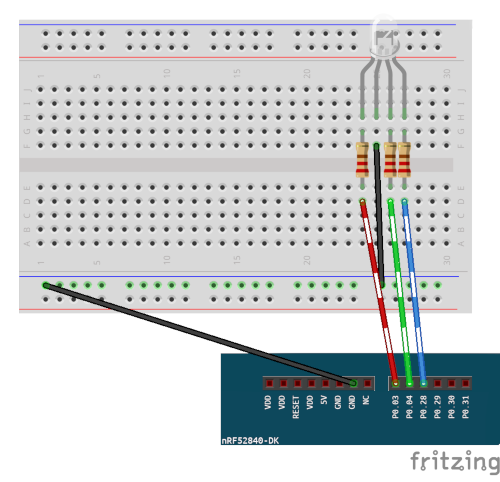 1 5 10 15 20 25 30
J J
I I
H H
G G
F F
E E
D D
C C
B B
A A
1 5 10 15 20 25 30
VDD VDD RESET VDD 5V GND GND NC P0.03 P0.04 P0.28 P0.29 P0.30 P0.31
nRF52840-DK
fritzing